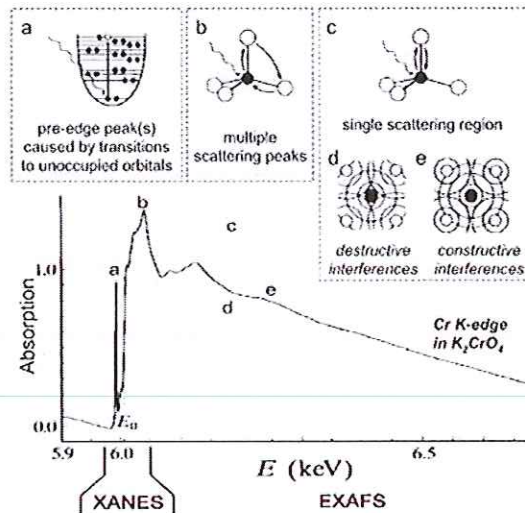 a
pre-edge peak(s)
caused by transitions
to unoccupied orbitals
b
multiple
scattering peaks
c
single scattering region
d
e
destructive
interferences
constructive
interferences
b
c
a
d
e
1.0
Absorption
Cr K-edge
in K₂CrO₄
0.0
E₀
5.9
6.0
E (keV)
6.5
XANES
EXAFS